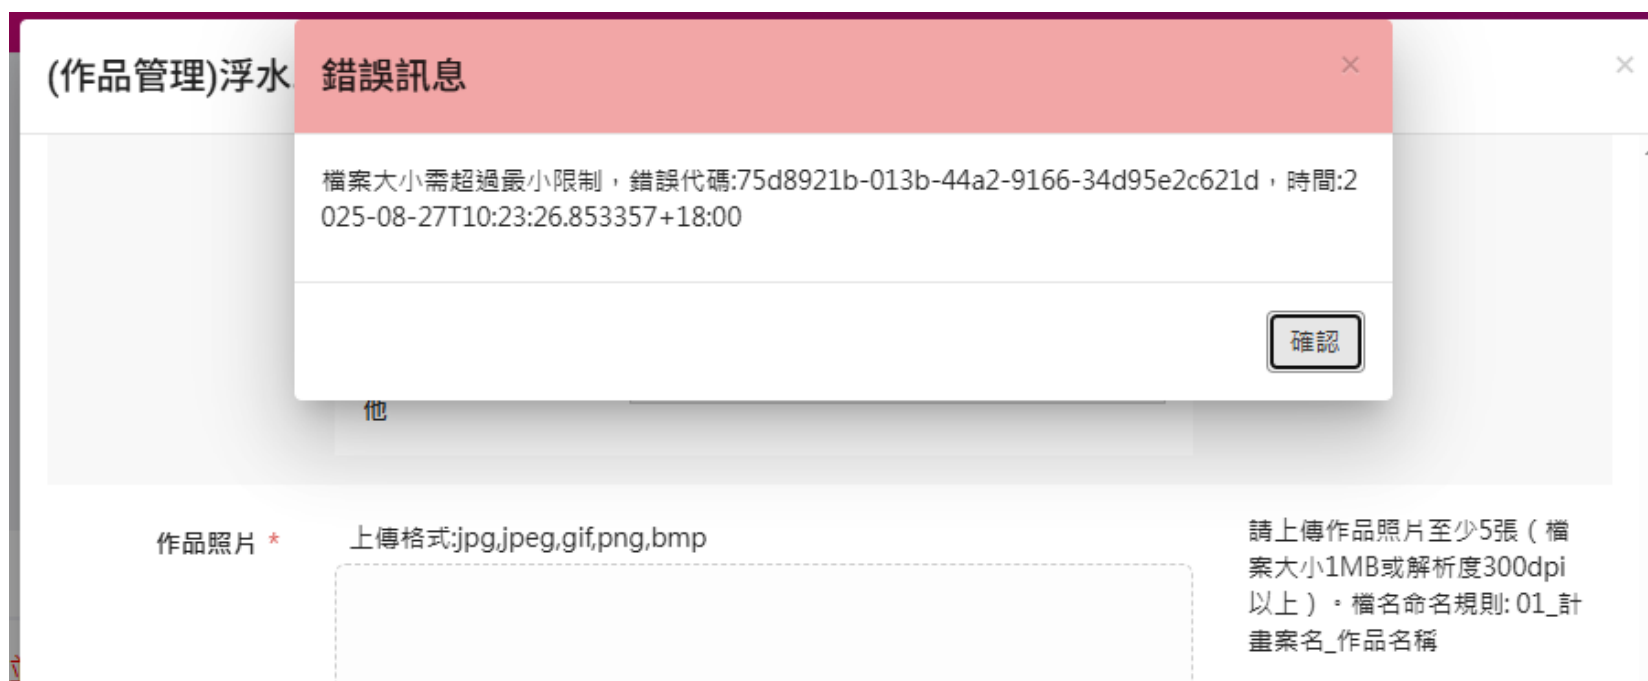 (作品管理)浮水
錯誤訊息
×
×
檔案大小需超過最小限制，錯誤代碼:75d8921b-013b-44a2-9166-34d95e2c621d，時間:2
025-08-27T10:23:26.853357+18:00
確認
他
作品照片 *
上傳格式:jpg,jpeg,gif,png,bmp
請上傳作品照片至少5張（檔
案大小1MB或解析度300dpi
以上）。檔名命名規則: 01_計
畫案名_作品名稱